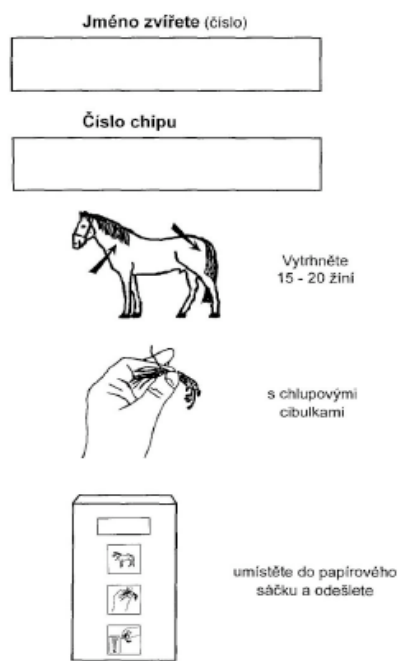 Jméno zvířete (číslo)
Číslo chipu
Vytrhněte
15 - 20 žíní
s chlupovými
cibulkami
umístěte do papírového
sáčku a odešlete